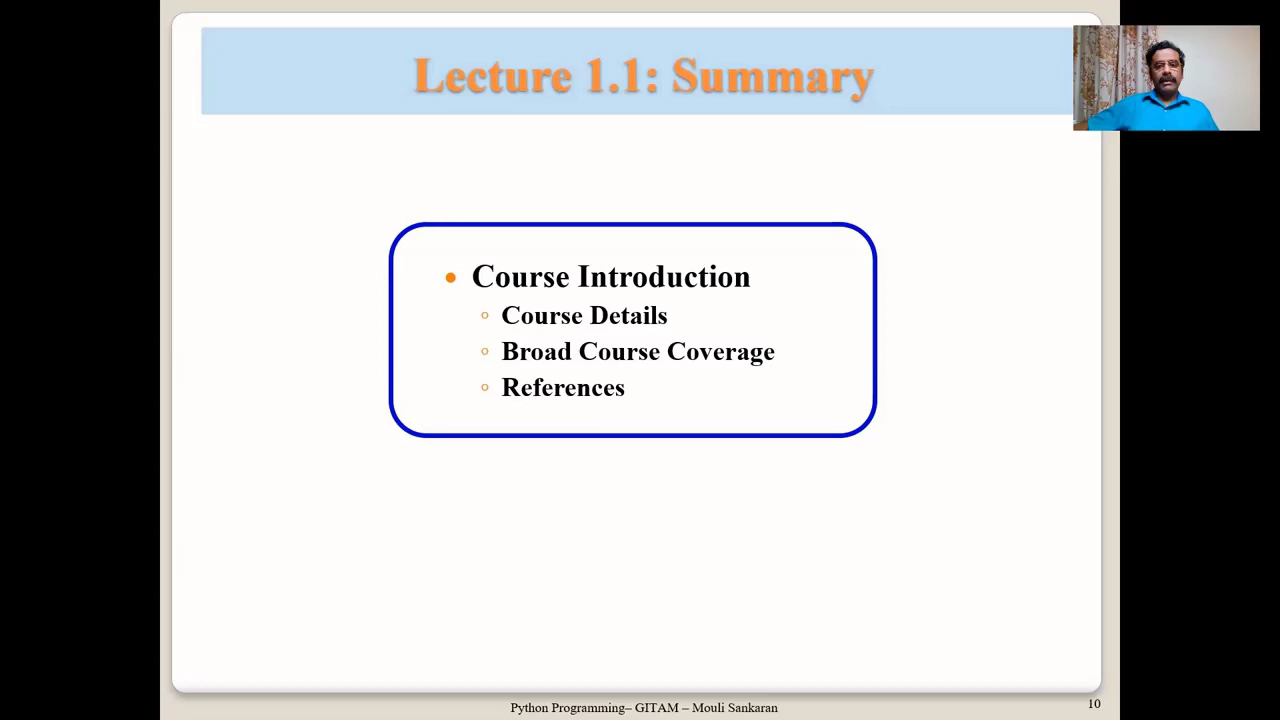 Lecture 1.1: Summary
• Course Introduction
◦ Course Details
◦ Broad Course Coverage
◦ References
Python Programming– GITAM – Mouli Sankaran
10